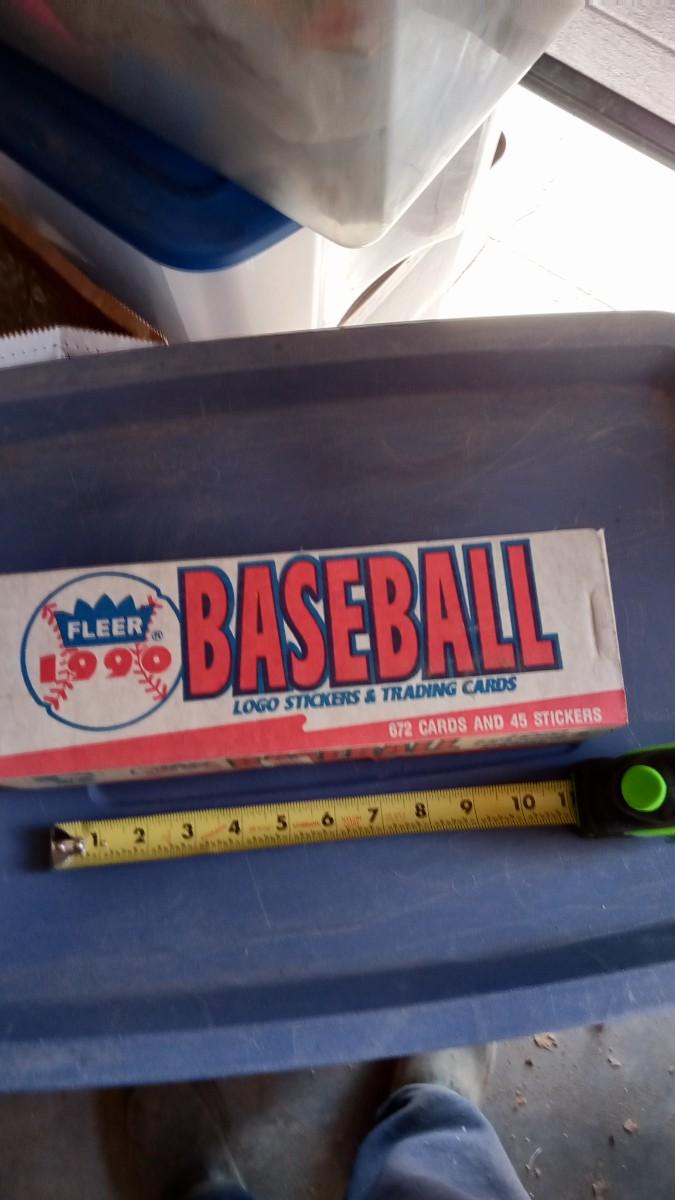 FLEER®
1990
BASEBALL
LOGO STICKERS & TRADING CARDS
672 CARDS AND 45 STICKERS
1 2 3 4 5 6 7 8 9 10 1